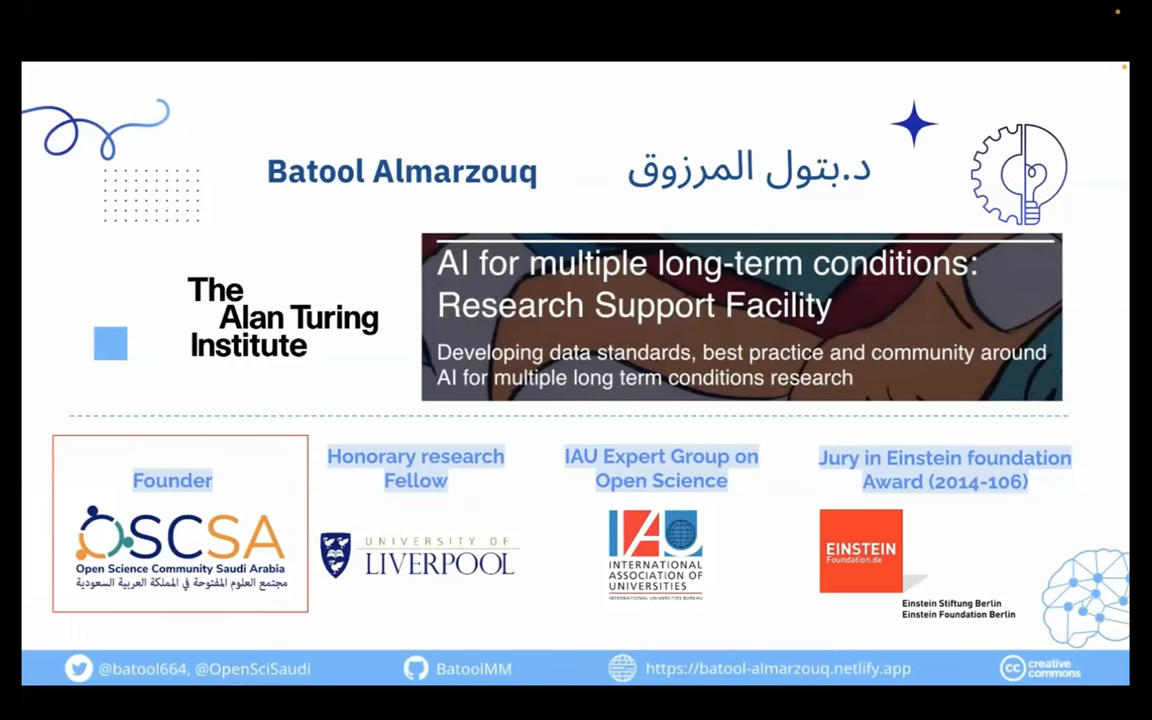 Batool Almarzouq
د.بتول المرزوق
The
Alan Turing
Institute
AI for multiple long-term conditions:
Research Support Facility
Developing data standards, best practice and community around
AI for multiple long term conditions research
Founder
OSCSA
Open Science Community Saudi Arabia
مجتمع العلوم المفتوحة في المملكة العربية السعودية
Honorary research
Fellow
UNIVERSITY OF
LIVERPOOL
IAU Expert Group on
Open Science
IAU
INTERNATIONAL
ASSOCIATION OF
UNIVERSITIES
INTERNATIONAL UNIVERSITIES BUREAU
Jury in Einstein foundation
Award (2014-106)
EINSTEIN
Foundation.de
Einstein Stiftung Berlin
Einstein Foundation Berlin
@batool664, @OpenSciSaudi
BatoolMM
https://batool-almarzouq.netlify.app
cc creative
commons